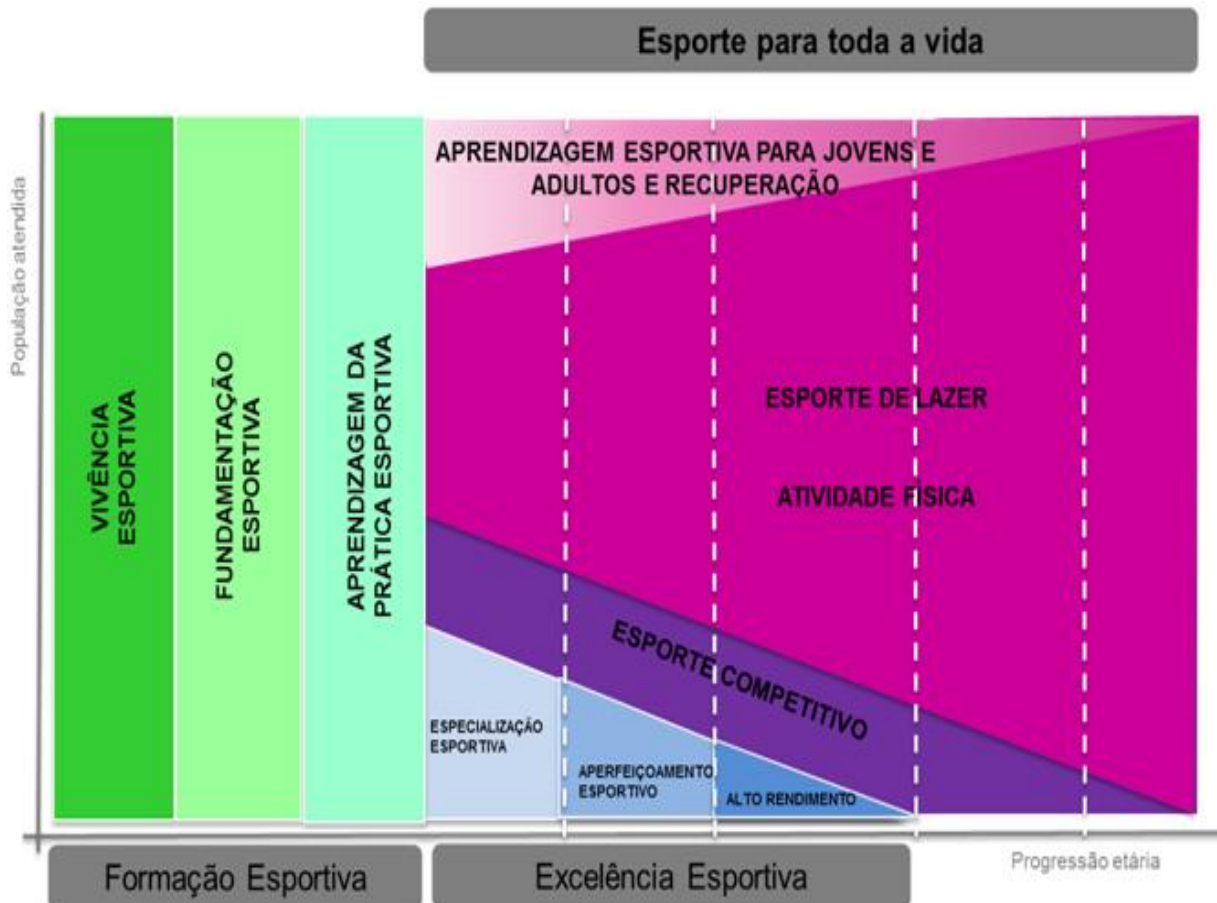 Esporte para toda a vida
População atendida
VIVÊNCIA
ESPORTIVA
FUNDAMENTAÇÃO
ESPORTIVA
APRENDIZAGEM DA
PRÁTICA ESPORTIVA
APRENDIZAGEM ESPORTIVA PARA JOVENS E
ADULTOS E RECUPERAÇÃO
ESPORTE DE LAZER
ATIVIDADE FÍSICA
ESPORTE COMPETITIVO
ESPECIALIZAÇÃO
ESPORTIVA
APERFEIÇOAMENTO
ESPORTIVO
ALTO RENDIMENTO
Formação Esportiva
Excelência Esportiva
Progressão etária